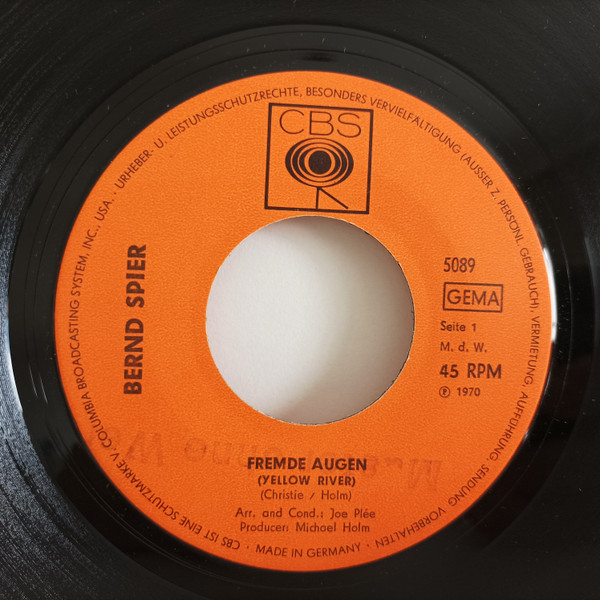 URHEBER- U. LEISTUNGSSCHUTZRECHTE, BESONDERS VERVIELFÄLTIGUNG (AUSSER Z. PERSÖNL. GEBRAUCH), VERMIETUNG, AUFFÜHRUNG, SENDUNG VORBEHALTEN
CBS
BERND SPIER
5089
GEMA
Seite 1
M. d. W.
45 RPM
℗ 1970
FREMDE AUGEN
(YELLOW RIVER)
(Christie / Holm)
Arr. and Cond.: Joe Plée
Producer: Michael Holm
CBS IST EINE SCHUTZMARKE V. COLUMBIA BROADCASTING SYSTEM, INC., USA. ·
· MADE IN GERMANY ·